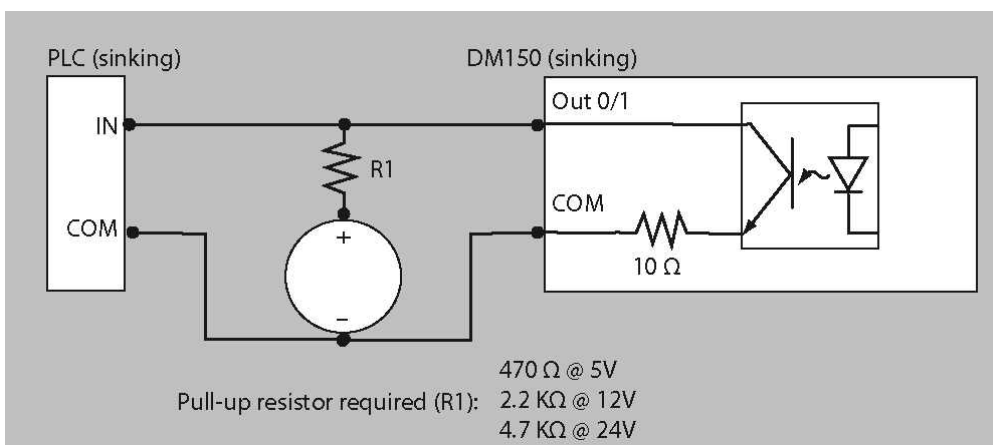 PLC (sinking)
DM150 (sinking)
Out 0/1
IN
R1
COM
COM
+
10 Ω
−
470 Ω @ 5V
Pull-up resistor required (R1): 2.2 KΩ @ 12V
4.7 KΩ @ 24V